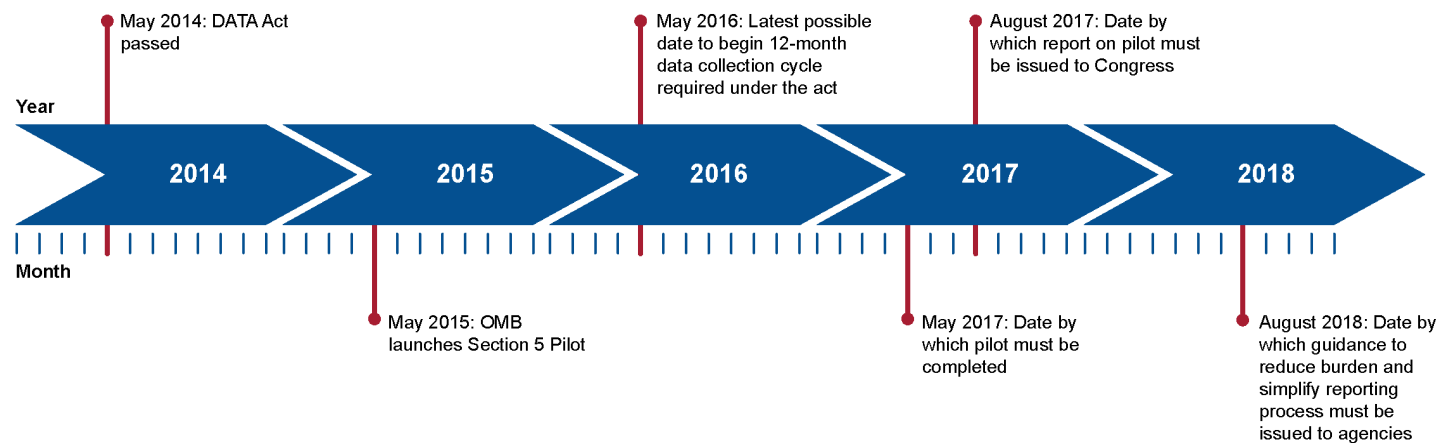 May 2014: DATA Act
passed
May 2016: Latest possible
date to begin 12-month
data collection cycle
required under the act
August 2017: Date by
which report on pilot must
be issued to Congress
Year
2014
2015
2016
2017
2018
Month
May 2015: OMB
launches Section 5 Pilot
May 2017: Date by
which pilot must be
completed
August 2018: Date by
which guidance to
reduce burden and
simplify reporting
process must be
issued to agencies